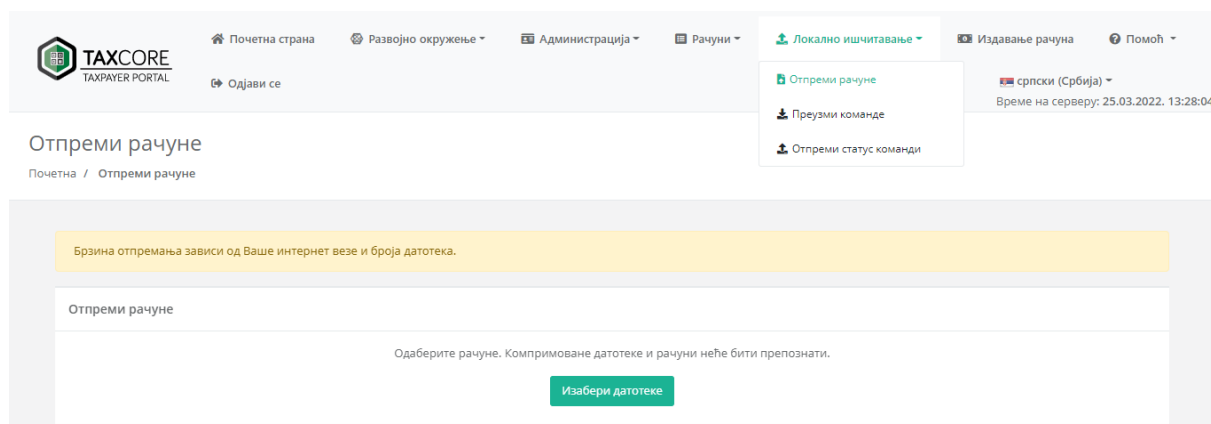 TAXCORE
TAXPAYER PORTAL
Почетна страна
Развојно окружење
Администрација
Рачуни
Локално ишчитавање
Издавање рачуна
Помоћ
Одјави се
Отпреми рачуне
Преузми команде
Отпреми статус команди
српски (Србија)
Време на серверу: 25.03.2022. 13:28:04
Отпреми рачуне
Почетна / Отпреми рачуне
Брзина отпремања зависи од Ваше интернет везе и броја датотека.
Отпреми рачуне
Одаберите рачуне. Компримоване датотеке и рачуни неће бити препознати.
Изабери датотеке